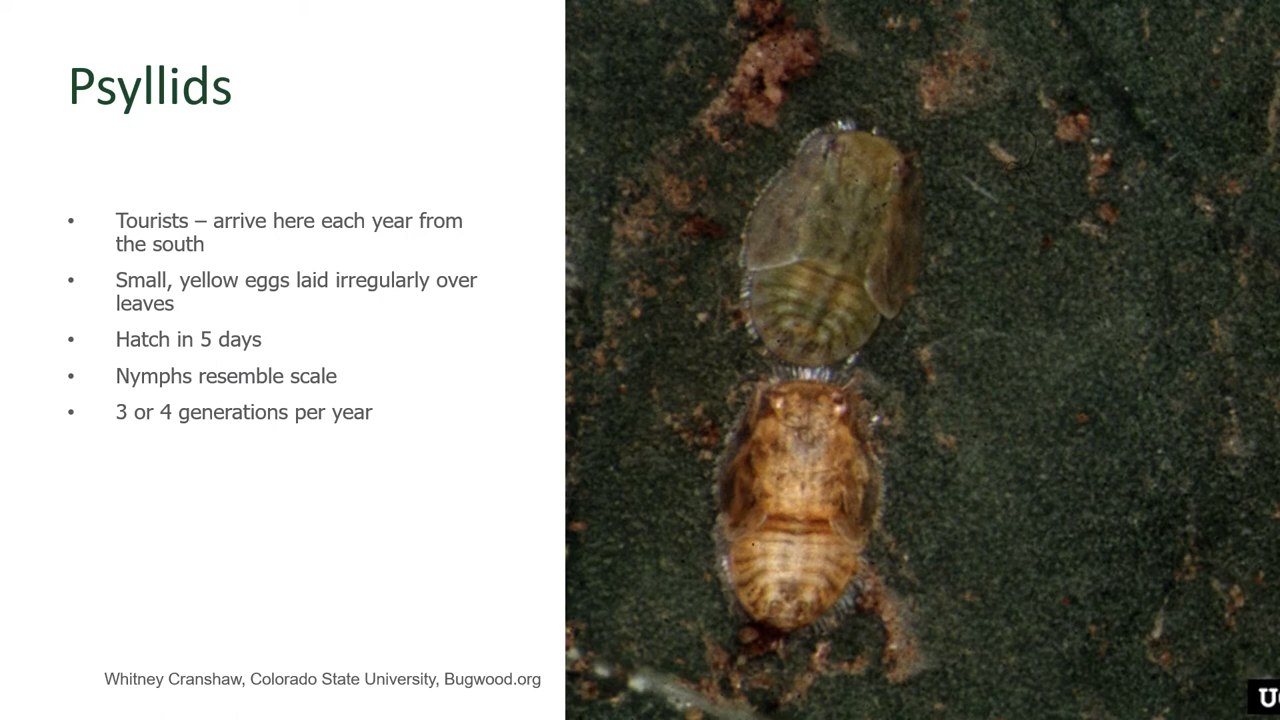 Psyllids
• Tourists – arrive here each year from
the south
• Small, yellow eggs laid irregularly over
leaves
• Hatch in 5 days
• Nymphs resemble scale
• 3 or 4 generations per year
Whitney Cranshaw, Colorado State University, Bugwood.org